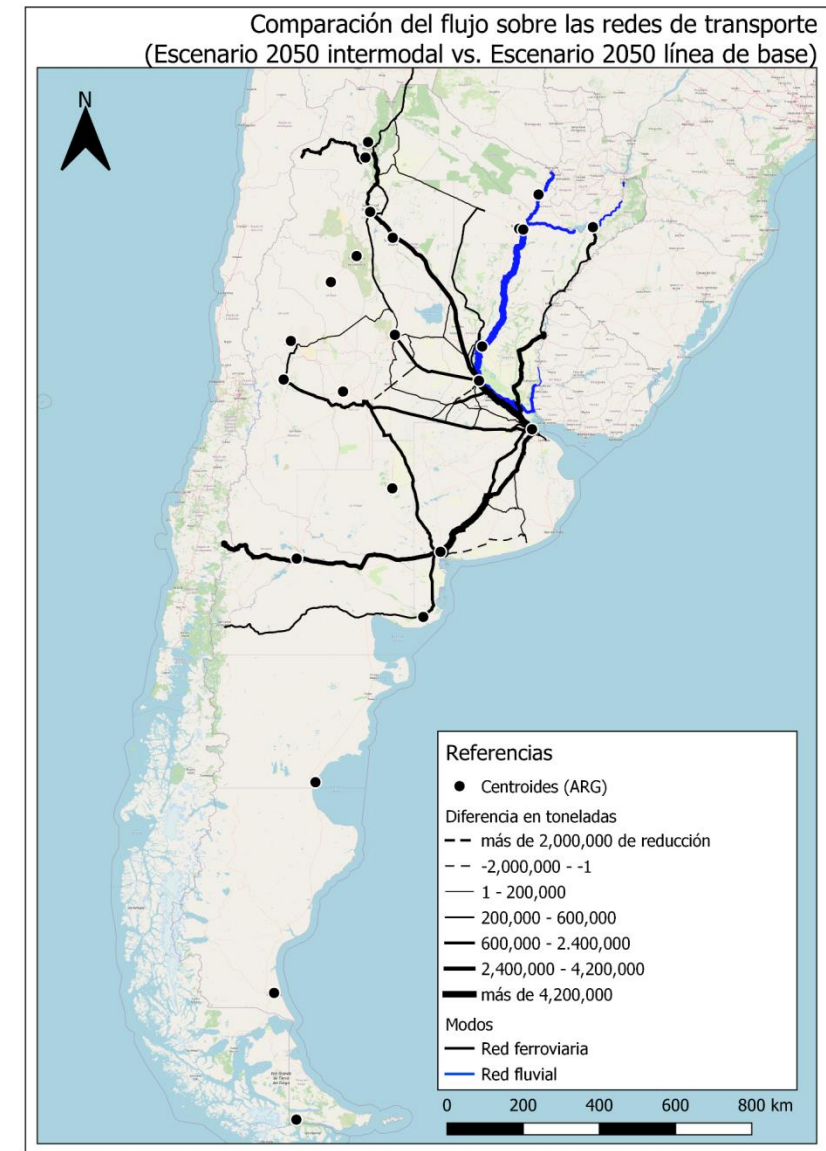 Comparación del flujo sobre las redes de transporte
(Escenario 2050 intermodal vs. Escenario 2050 línea de base)
N
Referencias
Centroides (ARG)
Diferencia en toneladas
más de 2,000,000 de reducción
-2,000,000 - -1
1 - 200,000
200,000 - 600,000
600,000 - 2.400,000
2,400,000 - 4,200,000
más de 4,200,000
Modos
Red ferroviaria
Red fluvial
0 200 400 600 800 km